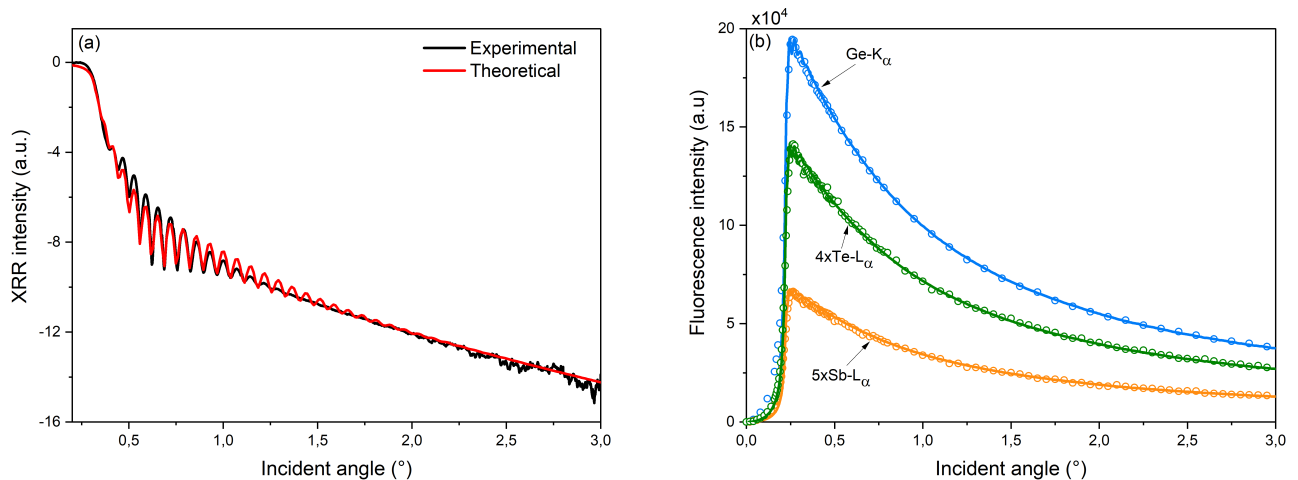 (a)
Experimental
Theoretical
XRR intensity (a.u.)
0
-4
-8
-12
-16
0,5
1,0
1,5
2,0
2,5
3,0
Incident angle (°)
x10⁴
(b)
Ge-Kα
4xTe-Lα
5xSb-Lα
Fluorescence intensity (a.u)
20
15
10
5
0
0,0
0,5
1,0
1,5
2,0
2,5
3,0
Incident angle (°)